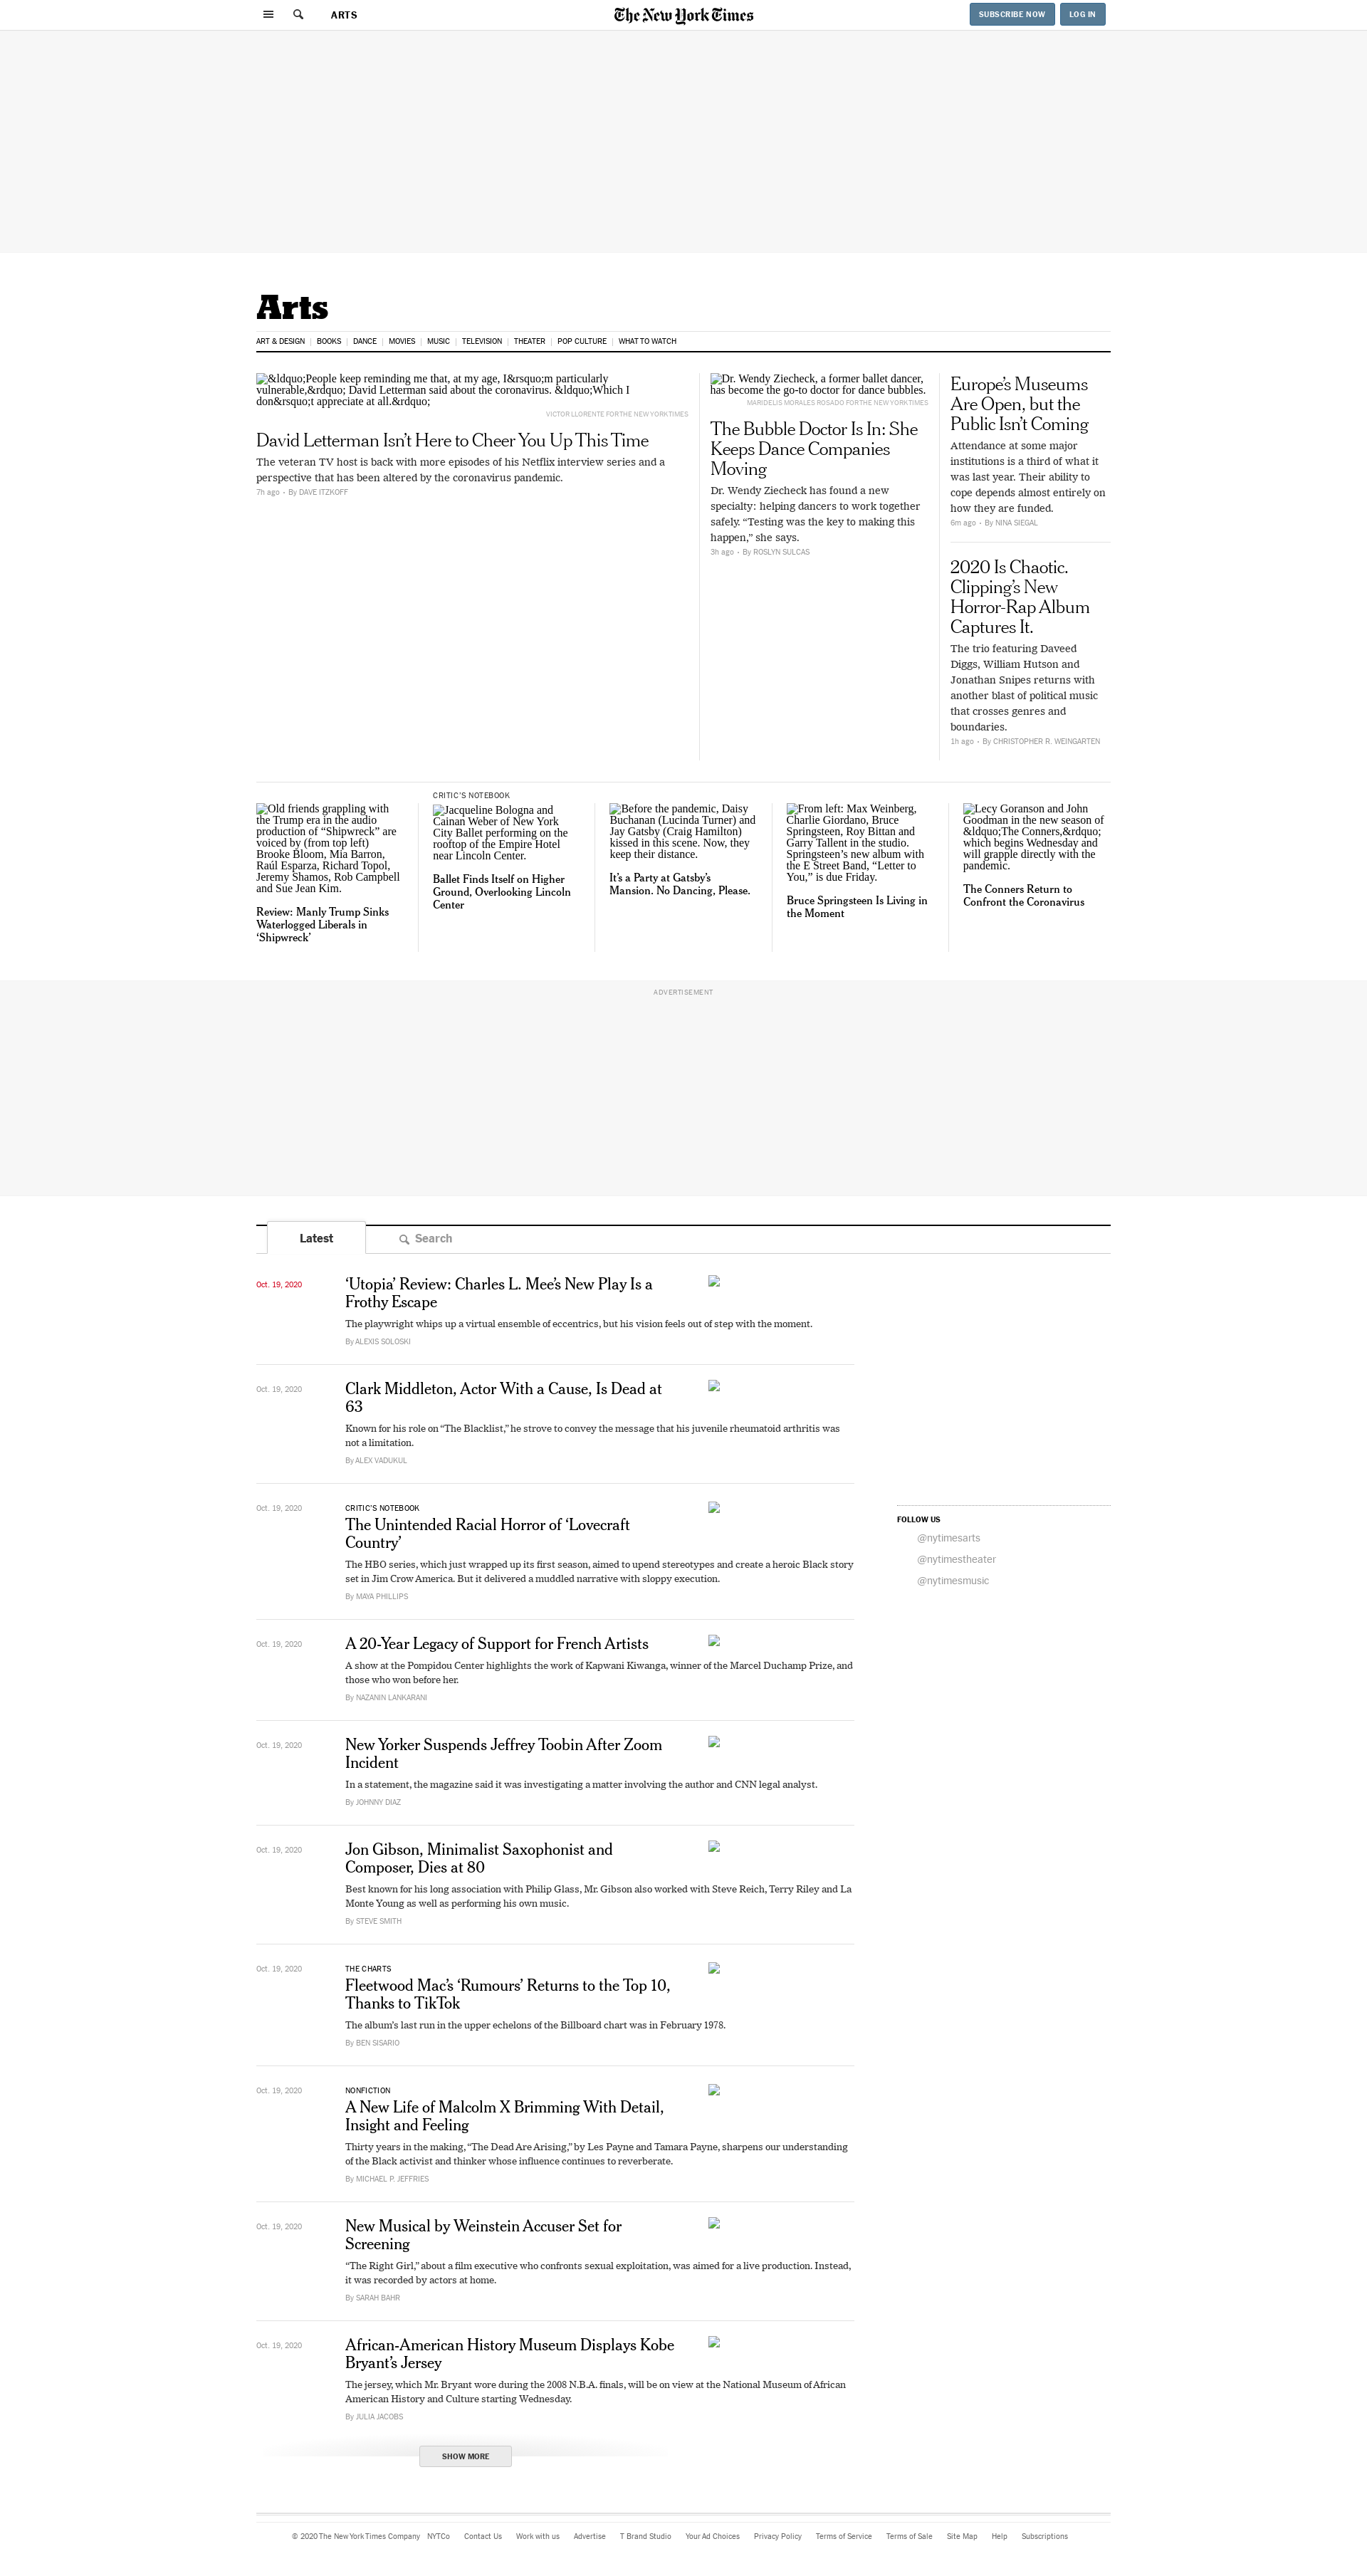 ARTS
The New York Times
SUBSCRIBE NOW
LOG IN
Arts
ART & DESIGN
BOOKS
DANCE
MOVIES
MUSIC
TELEVISION
THEATER
POP CULTURE
WHAT TO WATCH
&ldquo;People keep reminding me that, at my age, I&rsquo;m particularly
vulnerable,&rdquo; David Letterman said about the coronavirus. &ldquo;Which I
don&rsquo;t appreciate at all.&rdquo;
VICTOR LLORENTE FOR THE NEW YORK TIMES
David Letterman Isn’t Here to Cheer You Up This Time
The veteran TV host is back with more episodes of his Netflix interview series and a
perspective that has been altered by the coronavirus pandemic.
7h ago • By DAVE ITZKOFF
Dr. Wendy Ziecheck, a former ballet dancer,
has become the go-to doctor for dance bubbles.
MARIDELIS MORALES ROSADO FOR THE NEW YORK TIMES
The Bubble Doctor Is In: She
Keeps Dance Companies
Moving
Dr. Wendy Ziecheck has found a new
specialty: helping dancers to work together
safely. “Testing was the key to making this
happen,” she says.
3h ago • By ROSLYN SULCAS
Europe’s Museums
Are Open, but the
Public Isn’t Coming
Attendance at some major
institutions is a third of what it
was last year. Their ability to
cope depends almost entirely on
how they are funded.
6m ago • By NINA SIEGAL
2020 Is Chaotic.
Clipping’s New
Horror-Rap Album
Captures It.
The trio featuring Daveed
Diggs, William Hutson and
Jonathan Snipes returns with
another blast of political music
that crosses genres and
boundaries.
1h ago • By CHRISTOPHER R. WEINGARTEN
Old friends grappling with
the Trump era in the audio
production of “Shipwreck” are
voiced by (from top left)
Brooke Bloom, Mia Barron,
Raúl Esparza, Richard Topol,
Jeremy Shamos, Rob Campbell
and Sue Jean Kim.
Review: Manly Trump Sinks
Waterlogged Liberals in
‘Shipwreck’
CRITIC’S NOTEBOOK
Jacqueline Bologna and
Cainan Weber of New York
City Ballet performing on the
rooftop of the Empire Hotel
near Lincoln Center.
Ballet Finds Itself on Higher
Ground, Overlooking Lincoln
Center
Before the pandemic, Daisy
Buchanan (Lucinda Turner) and
Jay Gatsby (Craig Hamilton)
kissed in this scene. Now, they
keep their distance.
It’s a Party at Gatsby’s
Mansion. No Dancing, Please.
From left: Max Weinberg,
Charlie Giordano, Bruce
Springsteen, Roy Bittan and
Garry Tallent in the studio.
Springsteen’s new album with
the E Street Band, “Letter to
You,” is due Friday.
Bruce Springsteen Is Living in
the Moment
Lecy Goranson and John
Goodman in the new season of
&ldquo;The Conners,&rdquo;
which begins Wednesday and
will grapple directly with the
pandemic.
The Conners Return to
Confront the Coronavirus
ADVERTISEMENT
Latest
Search
Oct. 19, 2020
‘Utopia’ Review: Charles L. Mee’s New Play Is a
Frothy Escape
The playwright whips up a virtual ensemble of eccentrics, but his vision feels out of step with the moment.
By ALEXIS SOLOSKI
Oct. 19, 2020
Clark Middleton, Actor With a Cause, Is Dead at
63
Known for his role on “The Blacklist,” he strove to convey the message that his juvenile rheumatoid arthritis was
not a limitation.
By ALEX VADUKUL
Oct. 19, 2020
CRITIC’S NOTEBOOK
The Unintended Racial Horror of ‘Lovecraft
Country’
The HBO series, which just wrapped up its first season, aimed to upend stereotypes and create a heroic Black story
set in Jim Crow America. But it delivered a muddled narrative with sloppy execution.
By MAYA PHILLIPS
FOLLOW US
@nytimesarts
@nytimestheater
@nytimesmusic
Oct. 19, 2020
A 20-Year Legacy of Support for French Artists
A show at the Pompidou Center highlights the work of Kapwani Kiwanga, winner of the Marcel Duchamp Prize, and
those who won before her.
By NAZANIN LANKARANI
Oct. 19, 2020
New Yorker Suspends Jeffrey Toobin After Zoom
Incident
In a statement, the magazine said it was investigating a matter involving the author and CNN legal analyst.
By JOHNNY DIAZ
Oct. 19, 2020
Jon Gibson, Minimalist Saxophonist and
Composer, Dies at 80
Best known for his long association with Philip Glass, Mr. Gibson also worked with Steve Reich, Terry Riley and La
Monte Young as well as performing his own music.
By STEVE SMITH
Oct. 19, 2020
THE CHARTS
Fleetwood Mac’s ‘Rumours’ Returns to the Top 10,
Thanks to TikTok
The album’s last run in the upper echelons of the Billboard chart was in February 1978.
By BEN SISARIO
Oct. 19, 2020
NONFICTION
A New Life of Malcolm X Brimming With Detail,
Insight and Feeling
Thirty years in the making, “The Dead Are Arising,” by Les Payne and Tamara Payne, sharpens our understanding
of the Black activist and thinker whose influence continues to reverberate.
By MICHAEL P. JEFFRIES
Oct. 19, 2020
New Musical by Weinstein Accuser Set for
Screening
“The Right Girl,” about a film executive who confronts sexual exploitation, was aimed for a live production. Instead,
it was recorded by actors at home.
By SARAH BAHR
Oct. 19, 2020
African-American History Museum Displays Kobe
Bryant’s Jersey
The jersey, which Mr. Bryant wore during the 2008 N.B.A. finals, will be on view at the National Museum of African
American History and Culture starting Wednesday.
By JULIA JACOBS
SHOW MORE
© 2020 The New York Times Company
NYTCo
Contact Us
Work with us
Advertise
T Brand Studio
Your Ad Choices
Privacy Policy
Terms of Service
Terms of Sale
Site Map
Help
Subscriptions